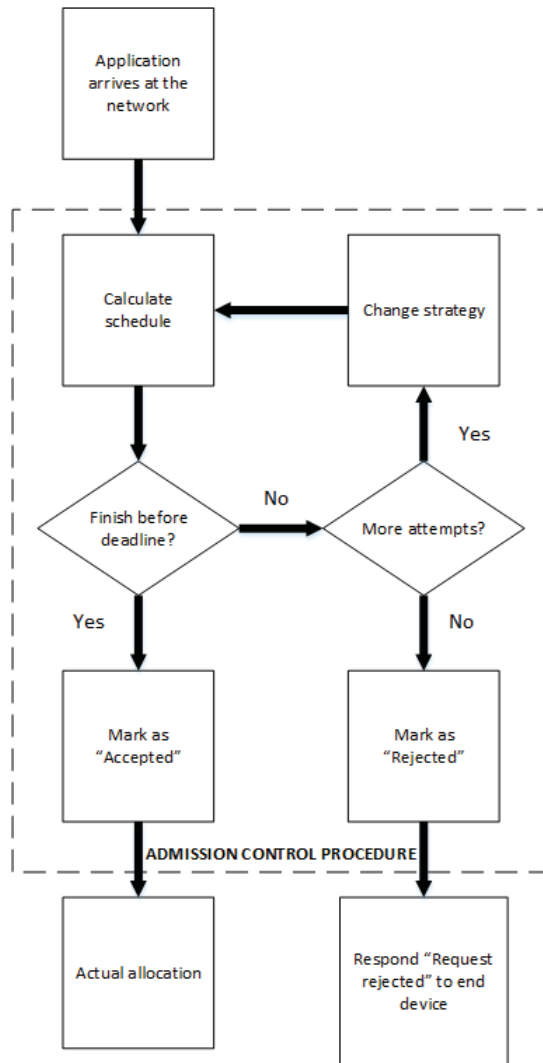 Application
arrives at the
network
Calculate
schedule
Change strategy
Yes
Finish before
deadline?
No
More attempts?
Yes
No
Mark as
“Accepted”
Mark as
“Rejected”
ADMISSION CONTROL PROCEDURE
Actual allocation
Respond “Request
rejected” to end
device